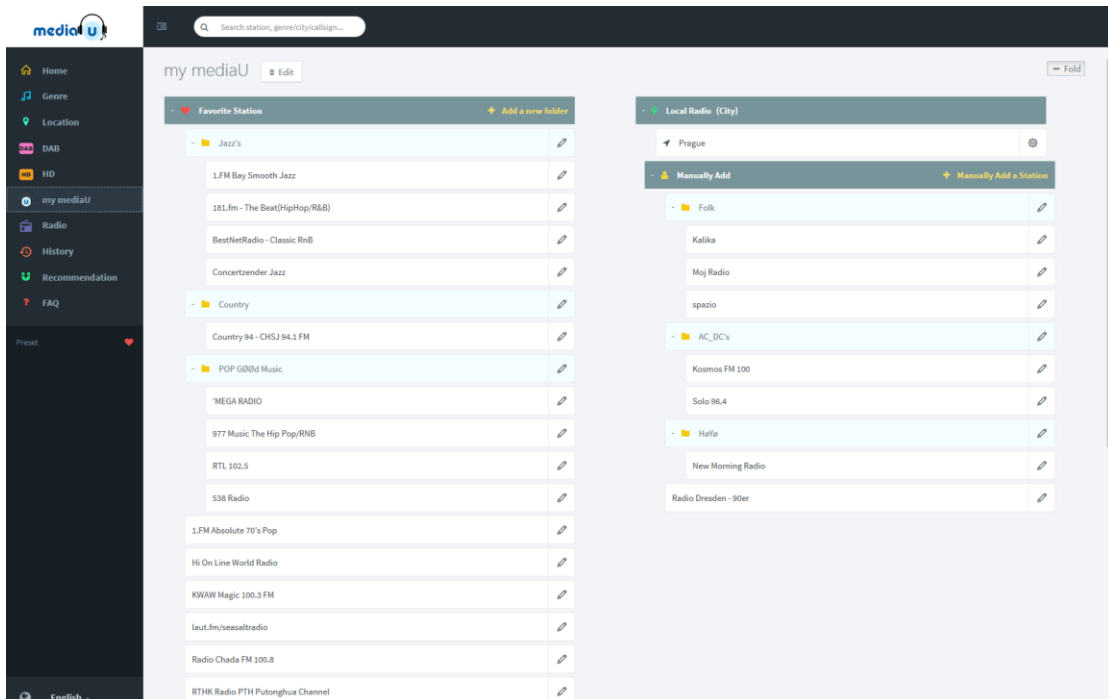 mediaU
Search station, genre/city/callsign...
Home
Genre
Location
DAB DAB
HD HD
my mediaU
Radio
History
Recommendation
FAQ
Preset
English
my mediaU
Edit
Fold
Favorite Station + Add a new folder
Jazz's
1.FM Bay Smooth Jazz
181.fm - The Beat(HipHop/R&B)
BestNetRadio - Classic RnB
Concertzender Jazz
Country
Country 94 - CHSJ 94.1 FM
POP GØØd Music
'MEGA RADIO
977 Music The Hip Pop/RNB
RTL 102.5
538 Radio
1.FM Absolute 70's Pop
Hi On Line World Radio
KWAW Magic 100.3 FM
laut.fm/seasaltradio
Radio Chada FM 100.8
RTHK Radio PTH Putonghua Channel
Local Radio (City)
Prague
Manually Add + Manually Add a Station
Folk
Kalika
Moj Radio
spazio
AC_DC's
Kosmos FM 100
Solo 96.4
New Morning Radio
Radio Dresden - 90er